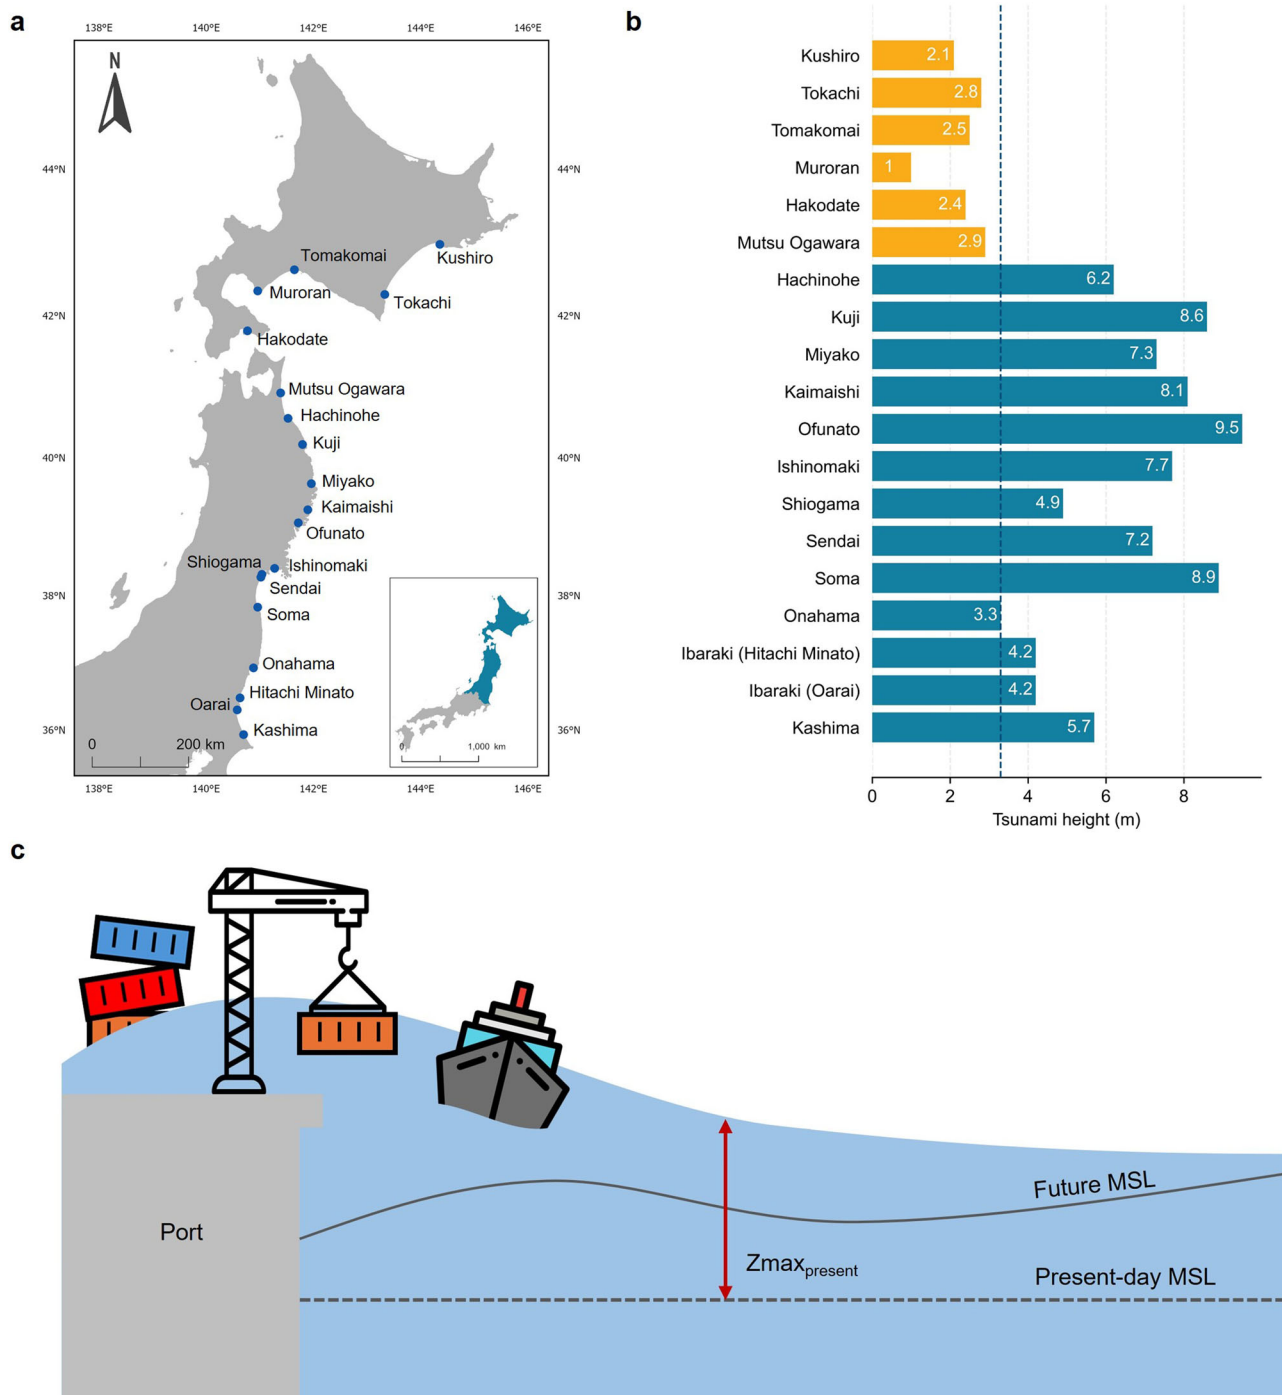 a
138°E 140°E 142°E 144°E 146°E
N
44°N 44°N
Tomakomai
Kushiro
Muroran
Tokachi
42°N 42°N
Hakodate
Mutsu Ogawara
Hachinohe
Kuji
40°N 40°N
Miyako
Kaimaishi
Ofunato
Shiogama
Ishinomaki
Sendai
38°N 38°N
Soma
Onahama
Hitachi Minato
Oarai
Kashima
36°N 36°N
0 200 km
0 1,000 km
138°E 140°E 142°E 144°E 146°E
b
Kushiro 2.1
Tokachi 2.8
Tomakomai 2.5
Muroran 1
Hakodate 2.4
Mutsu Ogawara 2.9
Hachinohe 6.2
Kuji 8.6
Miyako 7.3
Kaimaishi 8.1
Ofunato 9.5
Ishinomaki 7.7
Shiogama 4.9
Sendai 7.2
Soma 8.9
Onahama 3.3
Ibaraki (Hitachi Minato) 4.2
Ibaraki (Oarai) 4.2
Kashima 5.7
0 2 4 6 8
Tsunami height (m)
c
Future MSL
Port
Zmaxpresent
Present-day MSL